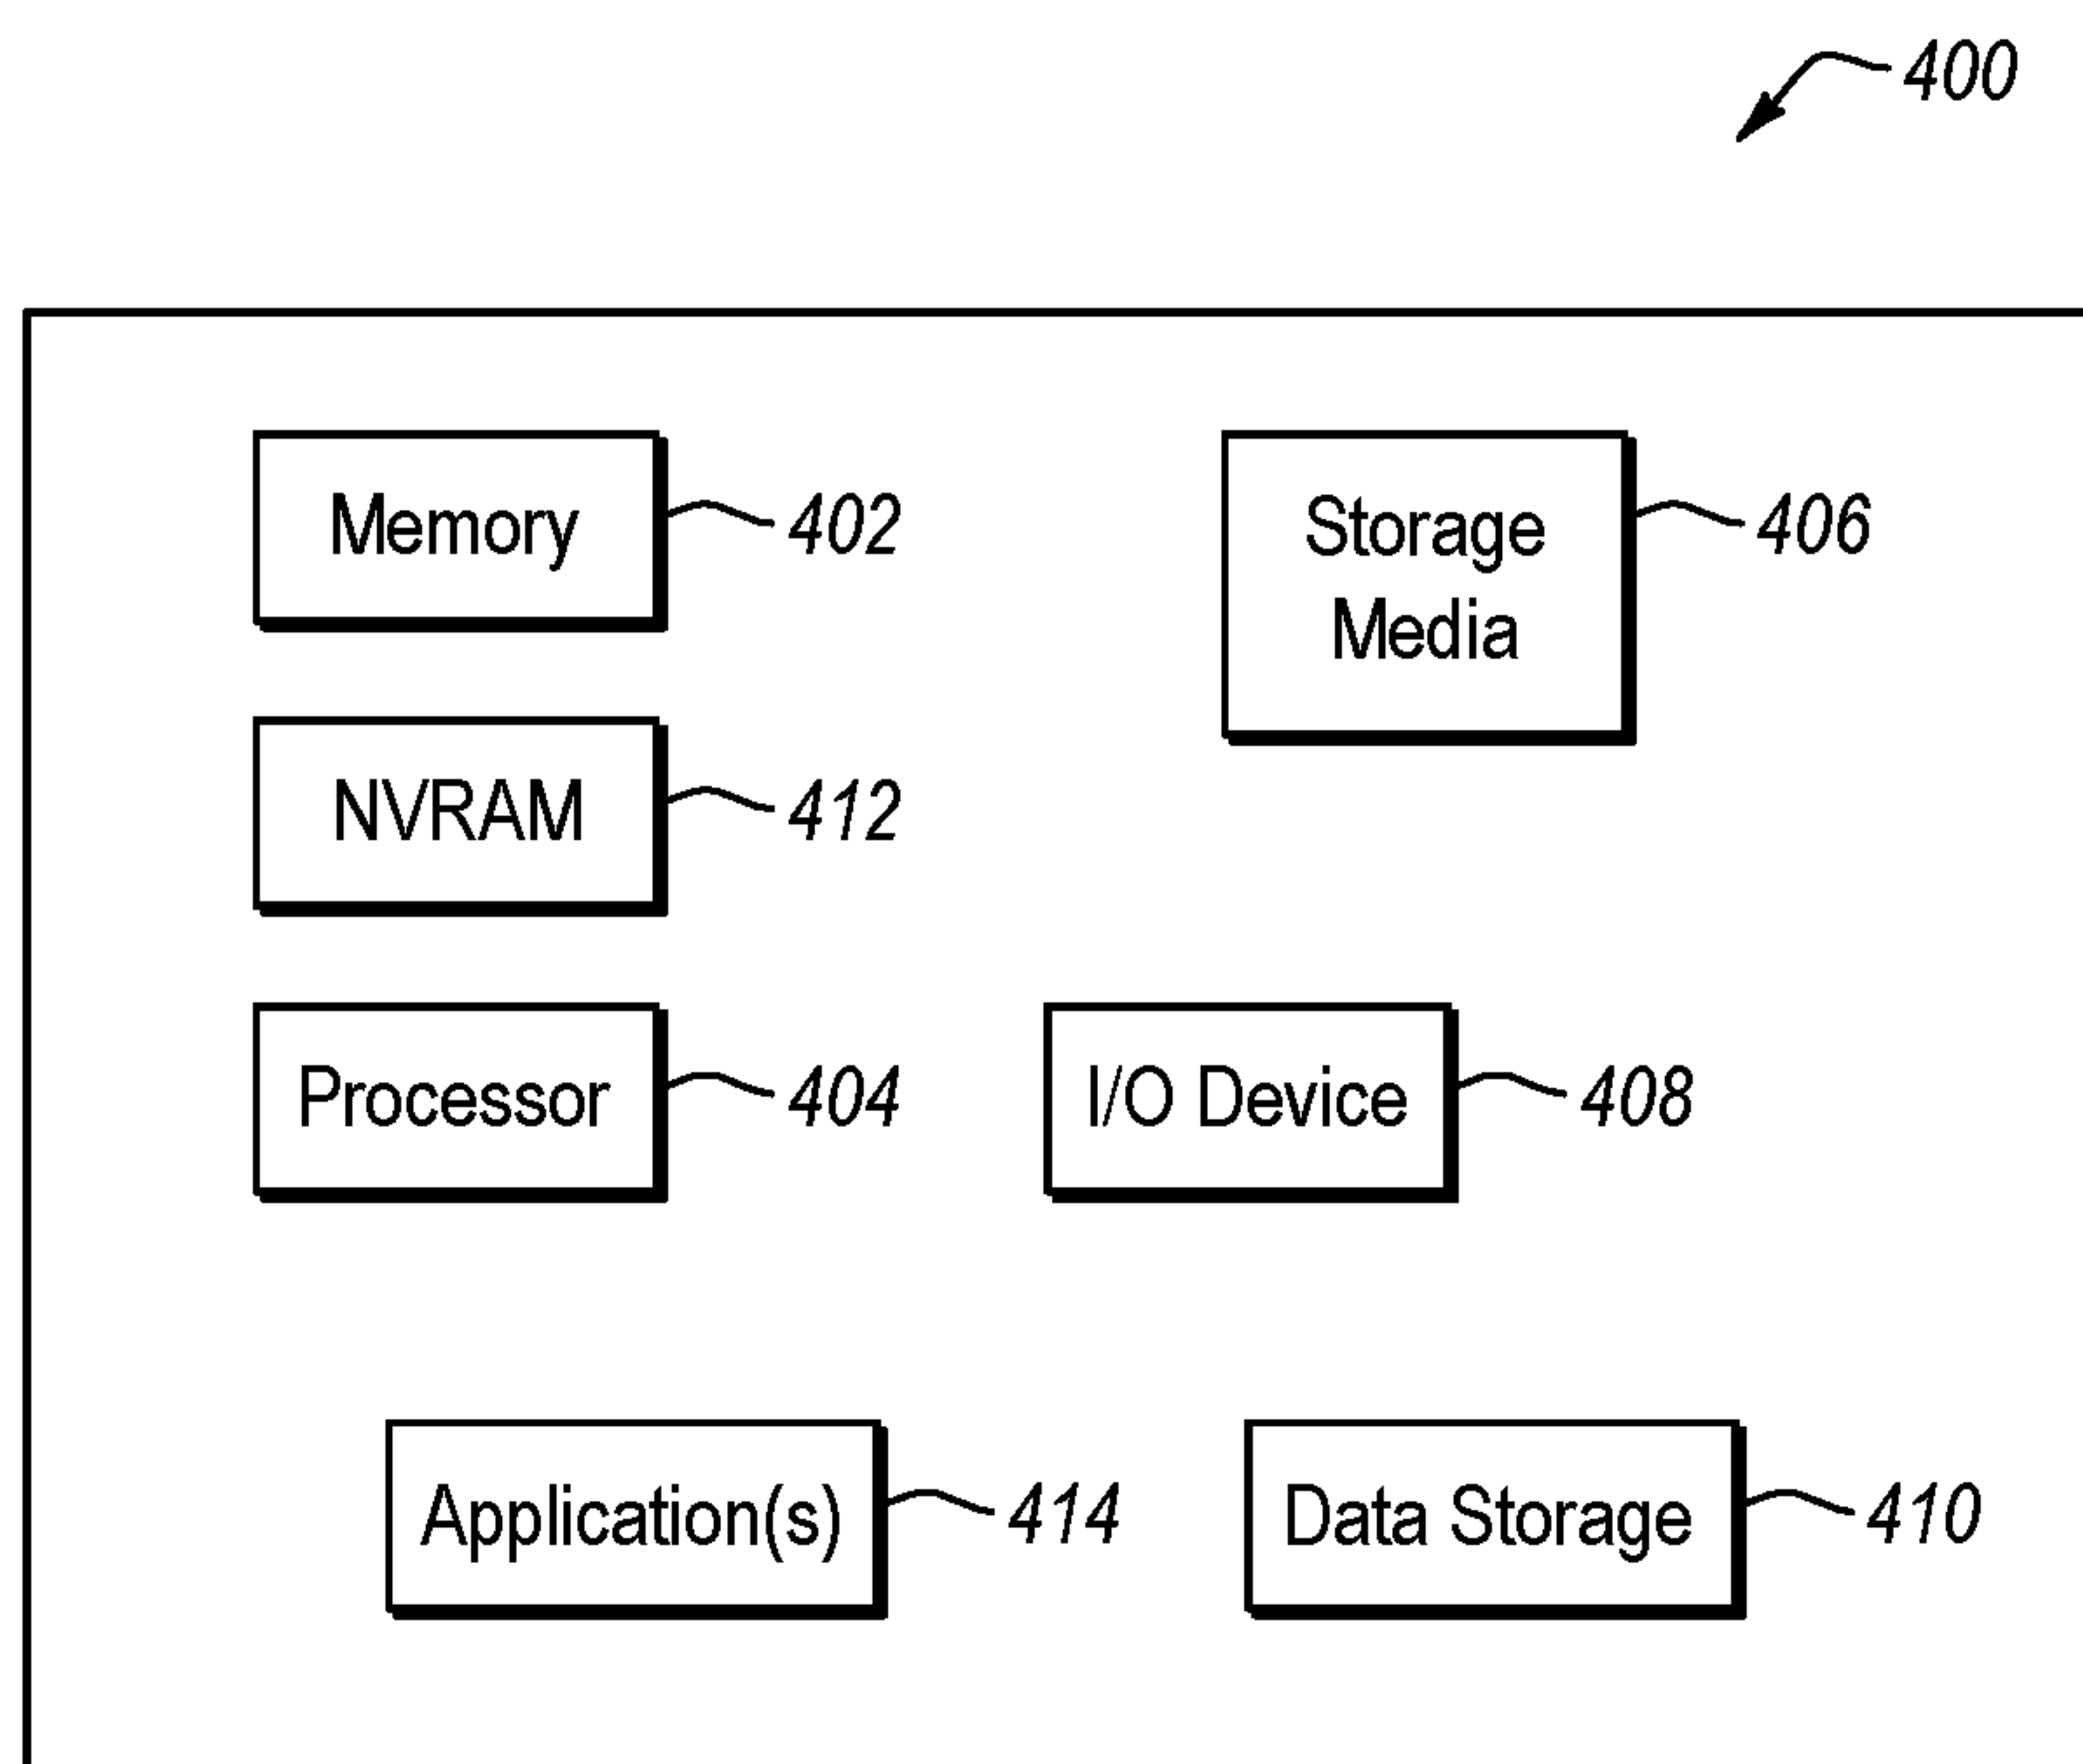 400
Memory 402
Storage
Media
406
NVRAM 412
Processor 404
I/O Device 408
Application(s) 414
Data Storage 410